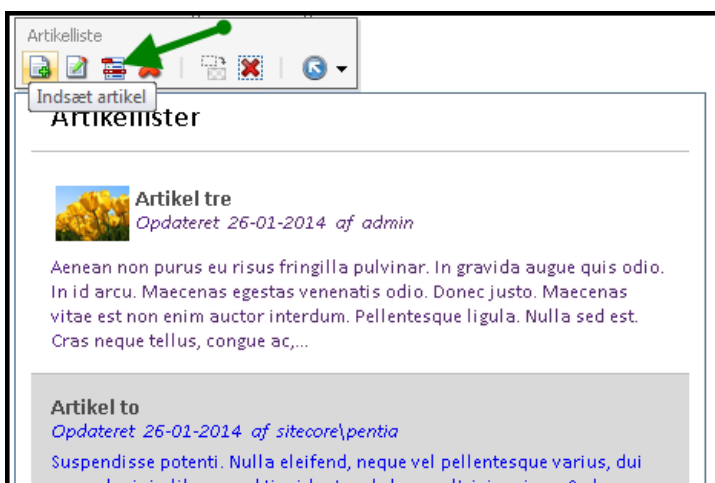 Artikelliste
Indsæt artikel
Artikellister
Artikel tre
Opdateret 26-01-2014 af admin
Aenean non purus eu risus fringilla pulvinar. In gravida augue quis odio.
In id arcu. Maecenas egestas venenatis odio. Donec justo. Maecenas
vitae est non enim auctor interdum. Pellentesque ligula. Nulla sed est.
Cras neque tellus, congue ac,...
Artikel to
Opdateret 26-01-2014 af sitecore\pentia
Suspendisse potenti. Nulla eleifend, neque vel pellentesque varius, dui